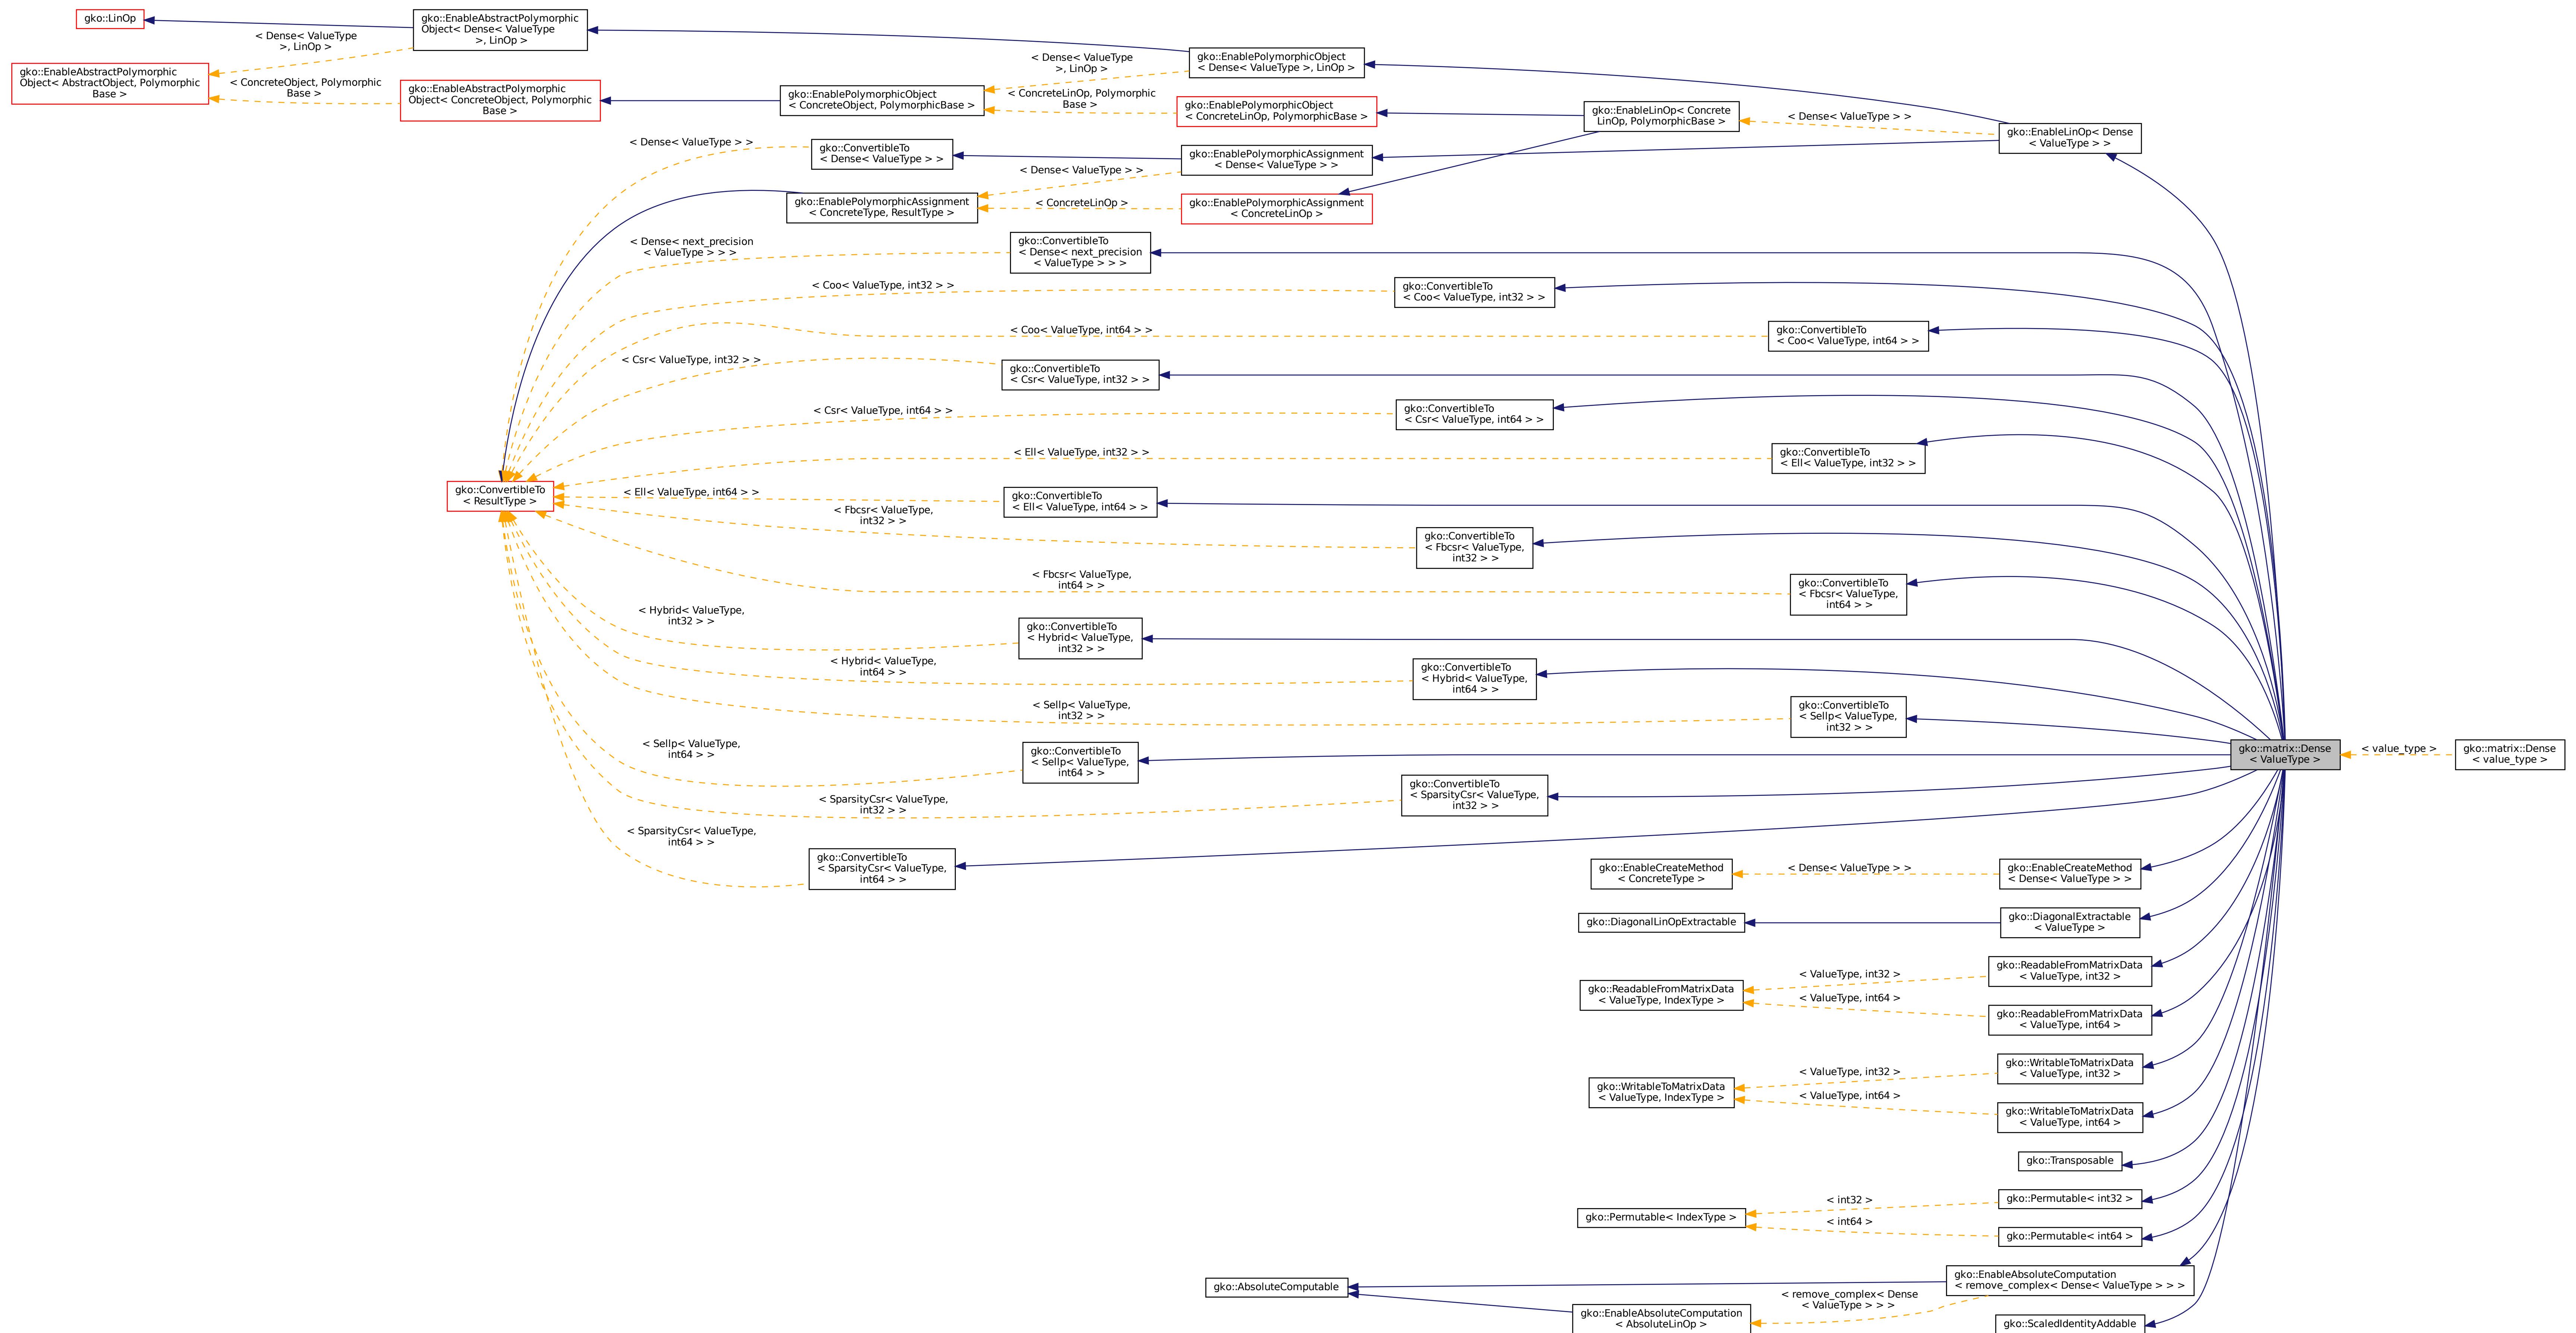 gko::LinOp
gko::EnableAbstractPolymorphic
Object< Dense< ValueType
>, LinOp >
< Dense< ValueType
>, LinOp >
gko::EnableAbstractPolymorphic
Object< AbstractObject, Polymorphic
Base >
< ConcreteObject, Polymorphic
Base >
gko::EnableAbstractPolymorphic
Object< ConcreteObject, Polymorphic
Base >
gko::EnablePolymorphicObject
< ConcreteObject, PolymorphicBase >
< Dense< ValueType
>, LinOp >
< ConcreteLinOp, Polymorphic
Base >
gko::EnablePolymorphicObject
< Dense< ValueType >, LinOp >
gko::EnablePolymorphicObject
< ConcreteLinOp, PolymorphicBase >
gko::EnableLinOp< Concrete
LinOp, PolymorphicBase >
< Dense< ValueType > >
gko::EnableLinOp< Dense
< ValueType > >
< Dense< ValueType > >
gko::ConvertibleTo
< Dense< ValueType > >
gko::EnablePolymorphicAssignment
< Dense< ValueType > >
< Dense< ValueType > >
gko::EnablePolymorphicAssignment
< ConcreteType, ResultType >
< ConcreteLinOp >
gko::EnablePolymorphicAssignment
< ConcreteLinOp >
< Dense< next_precision
< ValueType > > >
gko::ConvertibleTo
< Dense< next_precision
< ValueType > > >
< Coo< ValueType, int32 > >
gko::ConvertibleTo
< Coo< ValueType, int32 > >
< Coo< ValueType, int64 > >
gko::ConvertibleTo
< Coo< ValueType, int64 > >
< Csr< ValueType, int32 > >
gko::ConvertibleTo
< Csr< ValueType, int32 > >
< Csr< ValueType, int64 > >
gko::ConvertibleTo
< Csr< ValueType, int64 > >
< Ell< ValueType, int32 > >
gko::ConvertibleTo
< Ell< ValueType, int32 > >
gko::ConvertibleTo
< ResultType >
< Ell< ValueType, int64 > >
gko::ConvertibleTo
< Ell< ValueType, int64 > >
< Fbcsr< ValueType,
int32 > >
gko::ConvertibleTo
< Fbcsr< ValueType,
int32 > >
< Fbcsr< ValueType,
int64 > >
gko::ConvertibleTo
< Fbcsr< ValueType,
int64 > >
< Hybrid< ValueType,
int32 > >
gko::ConvertibleTo
< Hybrid< ValueType,
int32 > >
< Hybrid< ValueType,
int64 > >
gko::ConvertibleTo
< Hybrid< ValueType,
int64 > >
< Sellp< ValueType,
int32 > >
gko::ConvertibleTo
< Sellp< ValueType,
int32 > >
< Sellp< ValueType,
int64 > >
gko::ConvertibleTo
< Sellp< ValueType,
int64 > >
gko::matrix::Dense
< ValueType >
< value_type >
gko::matrix::Dense
< value_type >
< SparsityCsr< ValueType,
int32 > >
gko::ConvertibleTo
< SparsityCsr< ValueType,
int32 > >
< SparsityCsr< ValueType,
int64 > >
gko::ConvertibleTo
< SparsityCsr< ValueType,
int64 > >
gko::EnableCreateMethod
< ConcreteType >
< Dense< ValueType > >
gko::EnableCreateMethod
< Dense< ValueType > >
gko::DiagonalLinOpExtractable
gko::DiagonalExtractable
< ValueType >
gko::ReadableFromMatrixData
< ValueType, IndexType >
< ValueType, int32 >
< ValueType, int64 >
gko::ReadableFromMatrixData
< ValueType, int32 >
gko::ReadableFromMatrixData
< ValueType, int64 >
gko::WritableToMatrixData
< ValueType, IndexType >
< ValueType, int32 >
< ValueType, int64 >
gko::WritableToMatrixData
< ValueType, int32 >
gko::WritableToMatrixData
< ValueType, int64 >
gko::Transposable
gko::Permutable< IndexType >
< int32 >
< int64 >
gko::Permutable< int32 >
gko::Permutable< int64 >
gko::AbsoluteComputable
gko::EnableAbsoluteComputation
< remove_complex< Dense< ValueType > > >
< remove_complex< Dense
< ValueType > > >
gko::EnableAbsoluteComputation
< AbsoluteLinOp >
gko::ScaledIdentityAddable